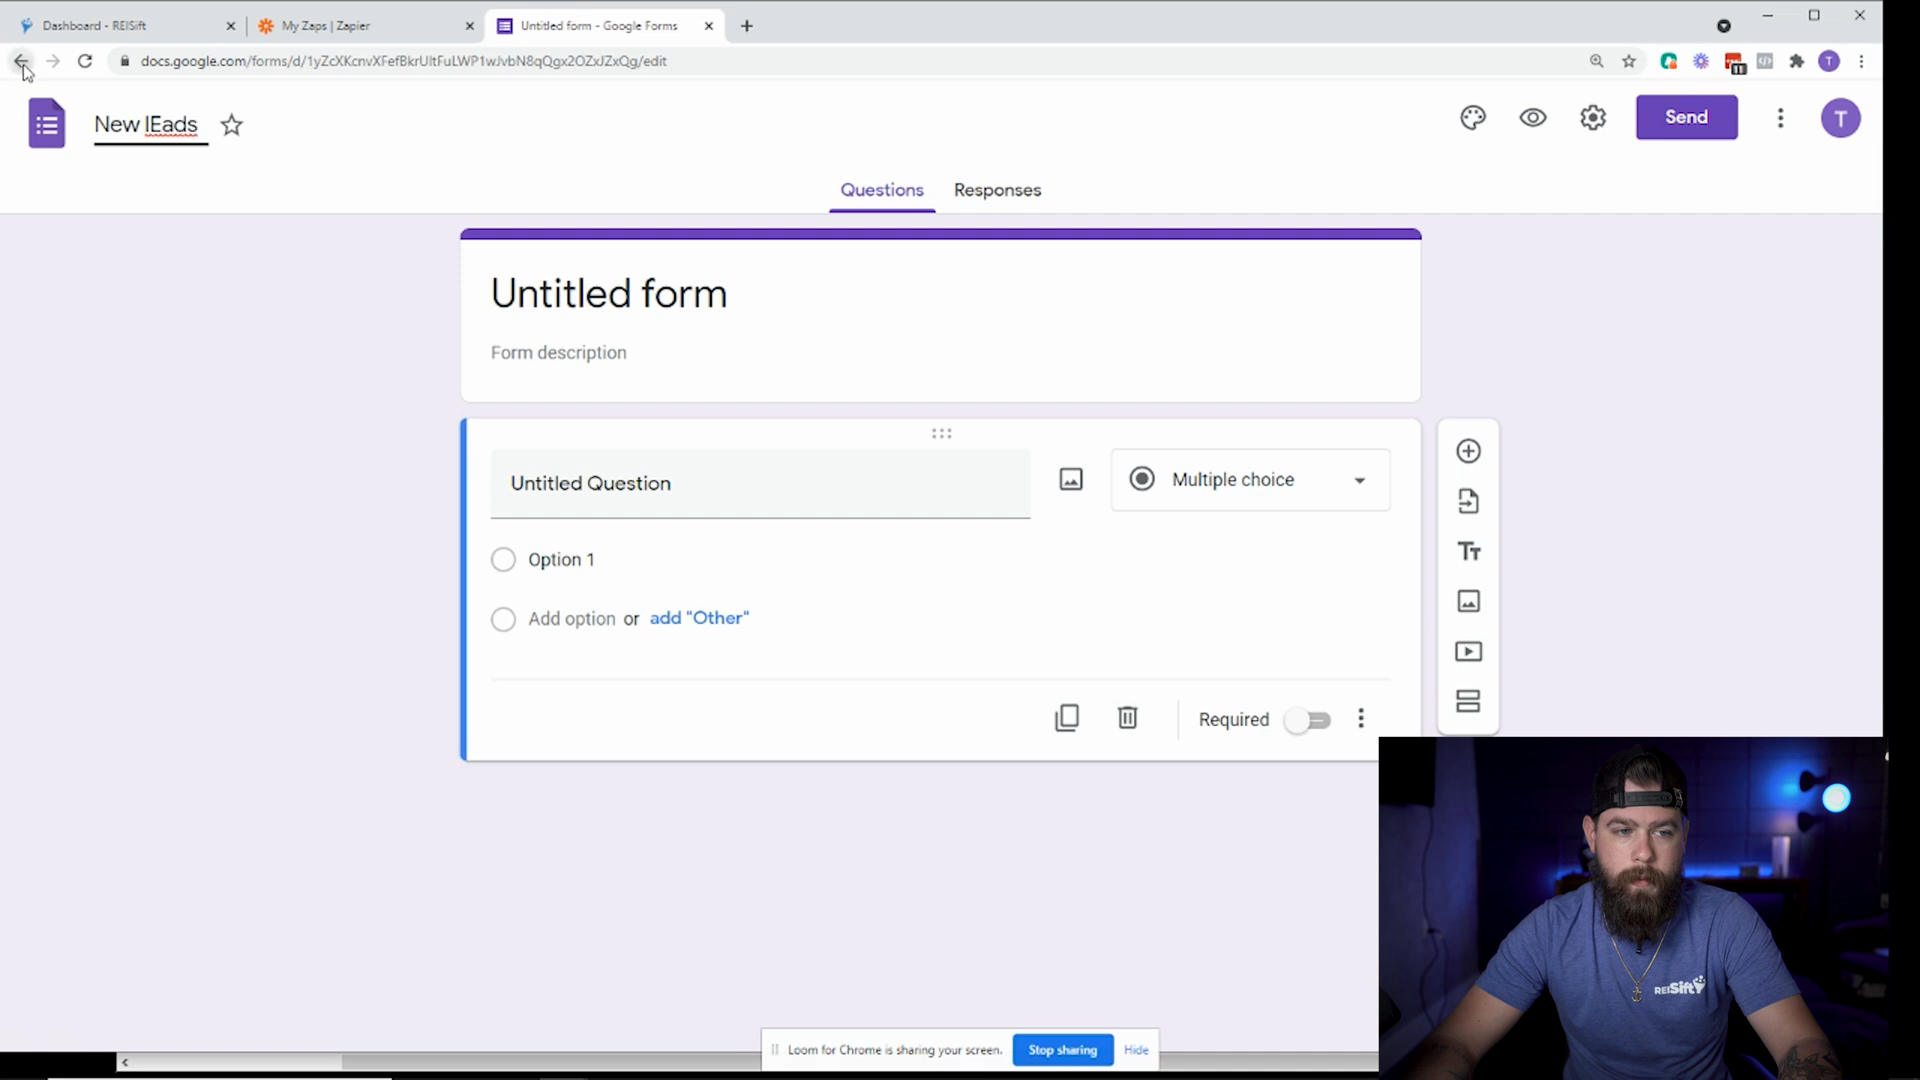 Dashboard - REISift
My Zaps | Zapier
Untitled form - Google Forms
docs.google.com/forms/d/1yZcXKcnvXFefBkrUltFuLWP1wJvbN8qQgx2OZxJZxQg/edit
T
New lEads
Send
T
Questions
Responses
Untitled form
Form description
Untitled Question
Multiple choice
Option 1
Add option or add "Other"
Required
REISift
Loom for Chrome is sharing your screen.
Stop sharing
Hide